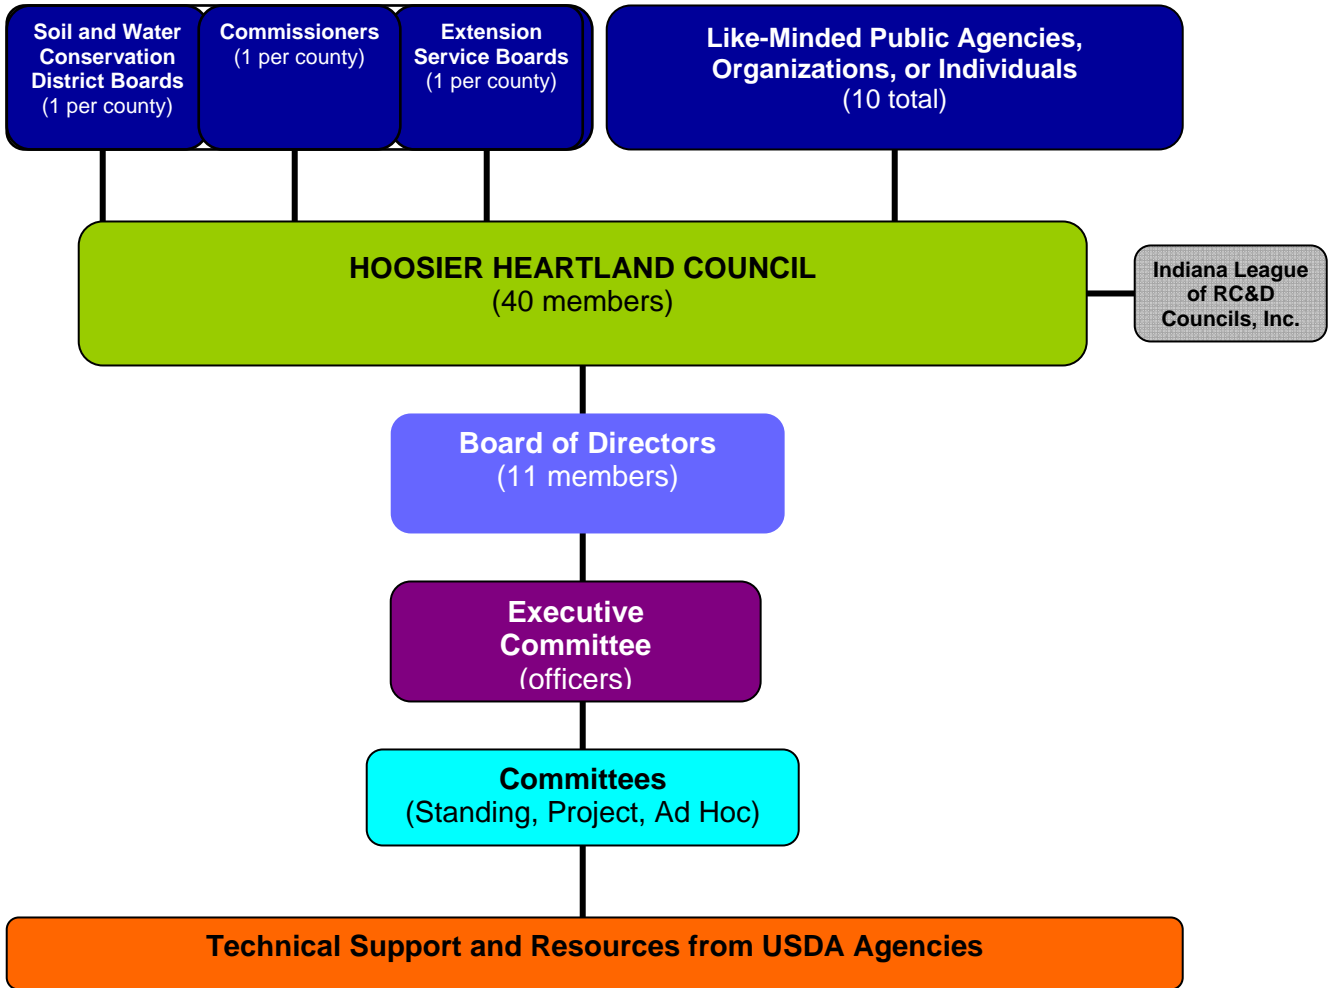 Soil and Water
Conservation
District Boards
(1 per county)
Commissioners
(1 per county)
Extension
Service Boards
(1 per county)
Like-Minded Public Agencies,
Organizations, or Individuals
(10 total)
HOOSIER HEARTLAND COUNCIL
(40 members)
Indiana League
of RC&D
Councils, Inc.
Board of Directors
(11 members)
Executive
Committee
(officers)
Committees
(Standing, Project, Ad Hoc)
Technical Support and Resources from USDA Agencies